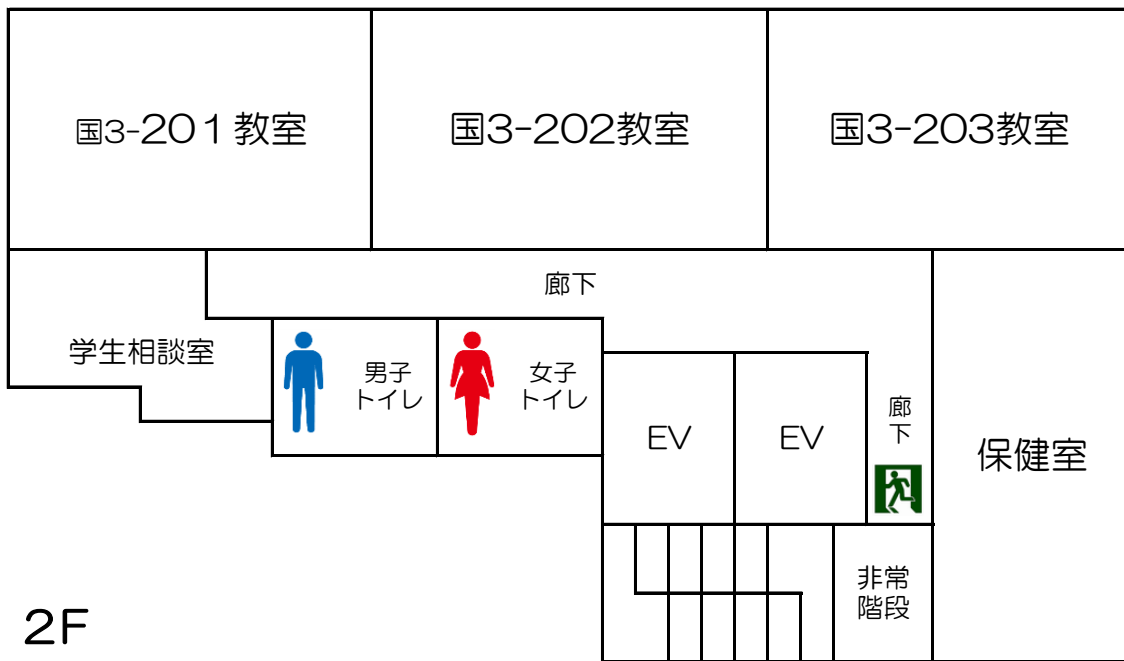 国3-201教室
国3-202教室
国3-203教室
廊下
学生相談室
男子
トイレ
女子
トイレ
EV
EV
廊
下
保健室
非常
階段
2F